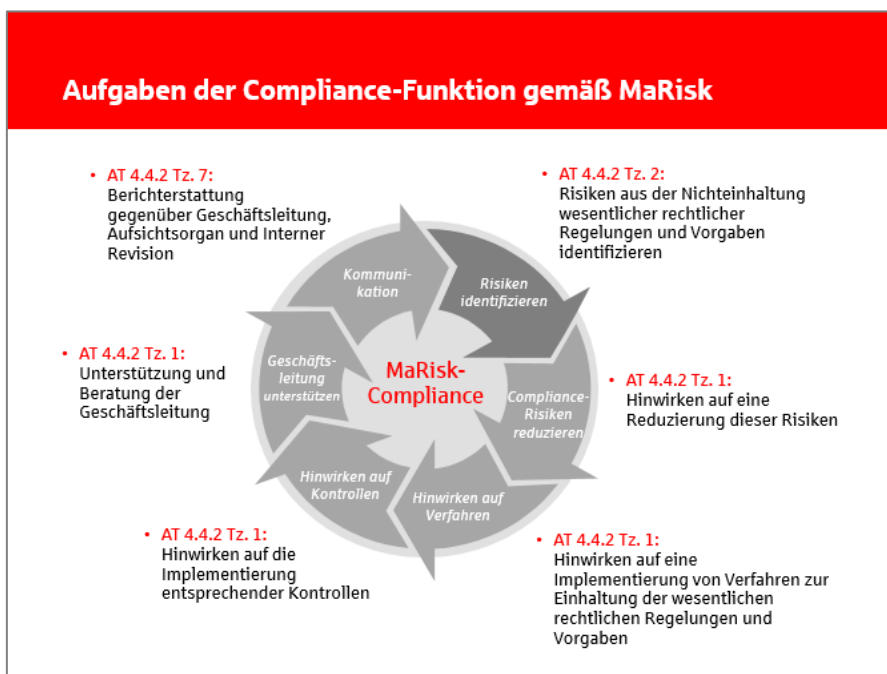 Aufgaben der Compliance-Funktion gemäß MaRisk
• AT 4.4.2 Tz. 7:
Berichterstattung
gegenüber Geschäftsleitung,
Aufsichtsorgan und Interner
Revision
• AT 4.4.2 Tz. 2:
Risiken aus der Nichteinhaltung
wesentlicher rechtlicher
Regelungen und Vorgaben
identifizieren
Kommuni-
kation
Risiken
identifizieren
• AT 4.4.2 Tz. 1:
Unterstützung und
Beratung der
Geschäftsleitung
Geschäfts-
leitung
unterstützen
MaRisk-
Compliance
Compliance-
Risiken
reduzieren
• AT 4.4.2 Tz. 1:
Hinwirken auf eine
Reduzierung dieser Risiken
Hinwirken auf
Kontrollen
Hinwirken auf
Verfahren
• AT 4.4.2 Tz. 1:
Hinwirken auf die
Implementierung
entsprechender Kontrollen
• AT 4.4.2 Tz. 1:
Hinwirken auf eine
Implementierung von Verfahren zur
Einhaltung der wesentlichen
rechtlichen Regelungen und
Vorgaben